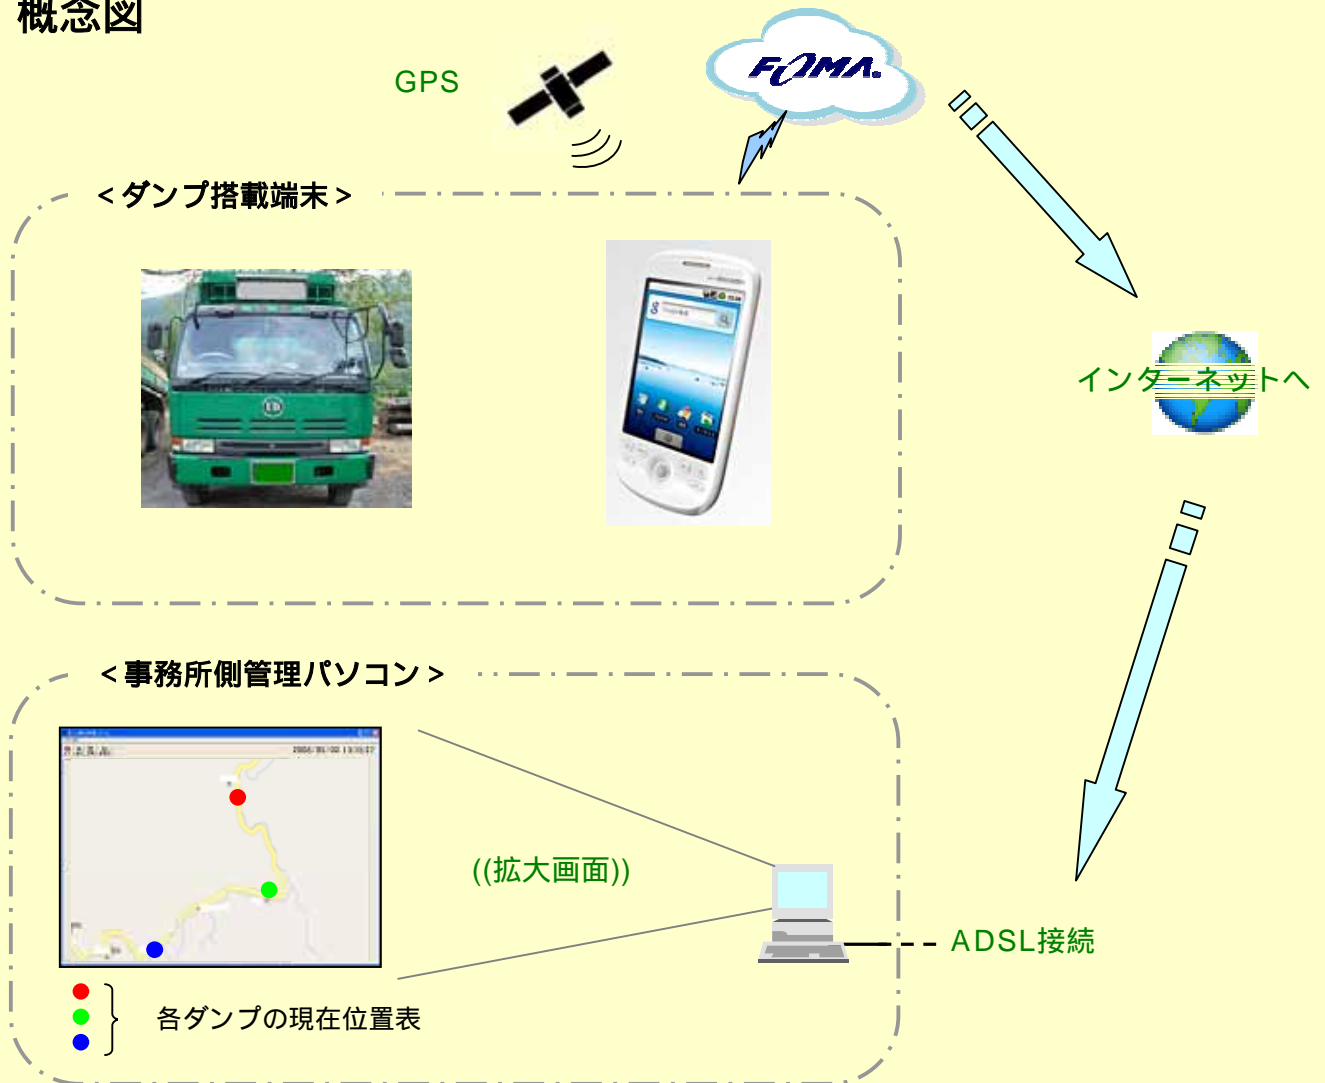 概念図
GPS
FOMA.
<ダンプ搭載端末>
インターネットへ
<事務所側管理パソコン>
((拡大画面))
ADSL接続
各ダンプの現在位置表